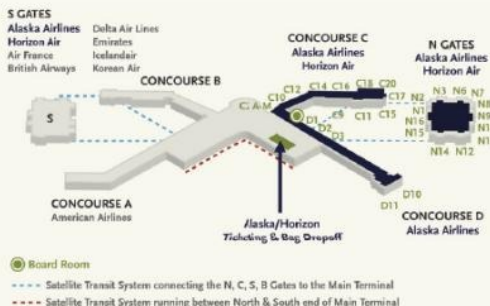 S GATES
Alaska Airlines
Horizon Air
Air France
British Airways
Delta Air Lines
Emirates
Icelandair
Korean Air
CONCOURSE B
CONCOURSE C
Alaska Airlines
Horizon Air
N GATES
Alaska Airlines
Horizon Air
S
C12 C14 C16 C18 C20
C10
C17
C9 C11 C15
D1
D2
D3
N2 N3 N6 N7
N8
N16
N15
N14 N12
CONCOURSE A
American Airlines
Alaska/Horizon
Ticketing & Bag Dropoff
D10
D11
CONCOURSE D
Alaska Airlines
Board Room
Satellite Transit System connecting the N, C, S, B Gates to the Main Terminal
Satellite Transit System running between North & South end of Main Terminal